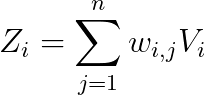 $Z_i = \sum_{j=1}^{n} w_{i,j} V_i$